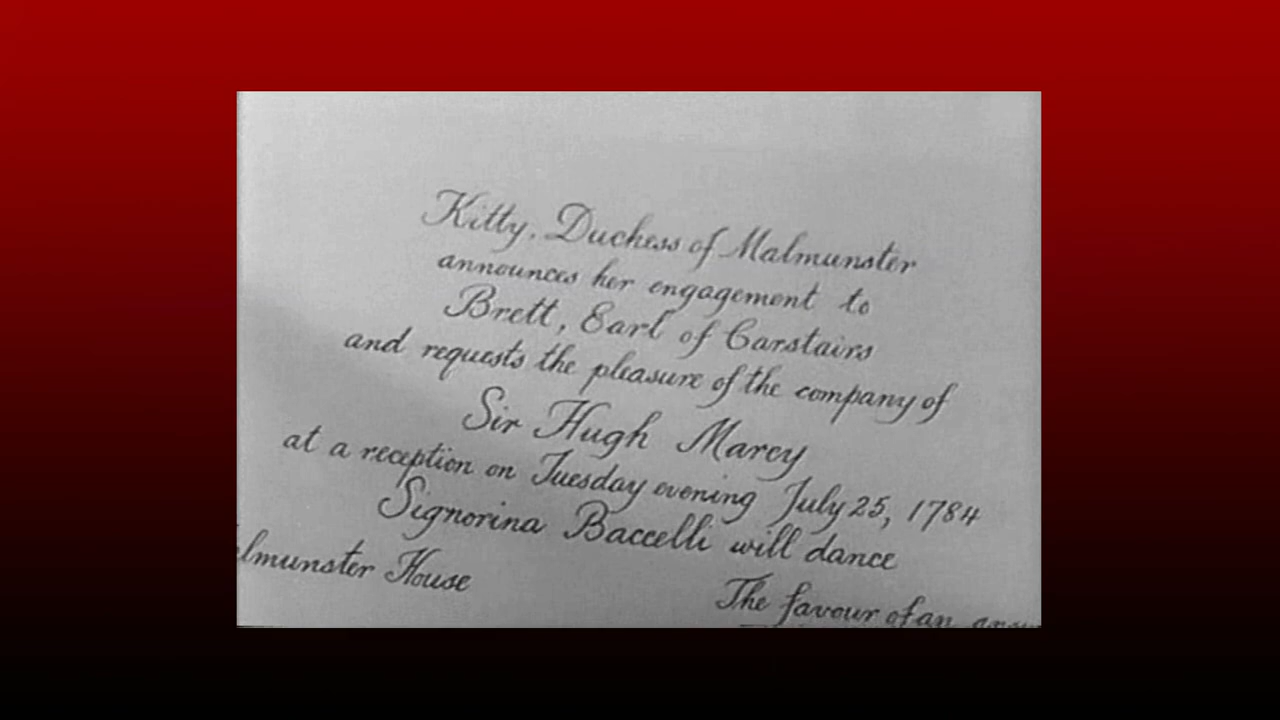 Kitty, Duchess of Malmunster
announces her engagement to
Brett, Earl of Carstairs
and requests the pleasure of the company of
Sir Hugh Marcy
at a reception on Tuesday evening July 25, 1784
Signorina Baccelli will dance
lmunster House
The favour of an